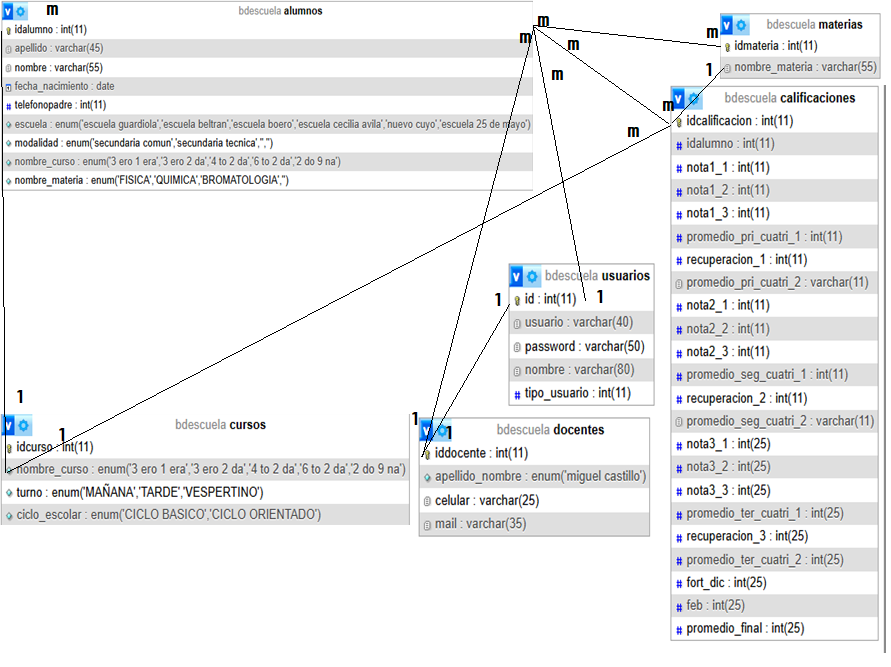 bdescuela alumnos
m
idalumno : int(11)
apellido : varchar(45)
nombre : varchar(55)
fecha_nacimiento : date
telefonopadre : int(11)
escuela : enum('escuela guardiola','escuela beltran','escuela boero','escuela cecilia avila','nuevo cuyo','escuela 25 de mayo')
modalidad : enum('secundaria comun','secundaria tecnica','','')
nombre_curso : enum('3 ero 1 era','3 ero 2 da','4 to 2 da','6 to 2 da','2 do 9 na')
nombre_materia : enum('FISICA','QUIMICA','BROMATOLOGIA','')
m
m
m
m
m
bdescuela materias
idmateria : int(11)
nombre_materia : varchar(55)
1
m
m
bdescuela calificaciones
idcalificacion : int(11)
idalumno : int(11)
nota1_1 : int(11)
nota1_2 : int(11)
nota1_3 : int(11)
promedio_pri_cuatri_1 : int(11)
recuperacion_1 : int(11)
promedio_pri_cuatri_2 : varchar(11)
nota2_1 : int(11)
nota2_2 : int(11)
nota2_3 : int(11)
promedio_seg_cuatri_1 : int(11)
recuperacion_2 : int(11)
promedio_seg_cuatri_2 : varchar(11)
nota3_1 : int(25)
nota3_2 : int(25)
nota3_3 : int(25)
promedio_ter_cuatri_1 : int(25)
recuperacion_3 : int(25)
promedio_ter_cuatri_2 : int(25)
fort_dic : int(25)
feb : int(25)
promedio_final : int(25)
bdescuela usuarios
1
id : int(11)
1
usuario : varchar(40)
password : varchar(50)
nombre : varchar(80)
tipo_usuario : int(11)
1
bdescuela cursos
1
idcurso : int(11)
nombre_curso : enum('3 ero 1 era','3 ero 2 da','4 to 2 da','6 to 2 da','2 do 9 na')
turno : enum('MAÑANA','TARDE','VESPERTINO')
ciclo_escolar : enum('CICLO BASICO','CICLO ORIENTADO')
1
1
bdescuela docentes
iddocente : int(11)
apellido_nombre : enum('miguel castillo')
celular : varchar(25)
mail : varchar(35)